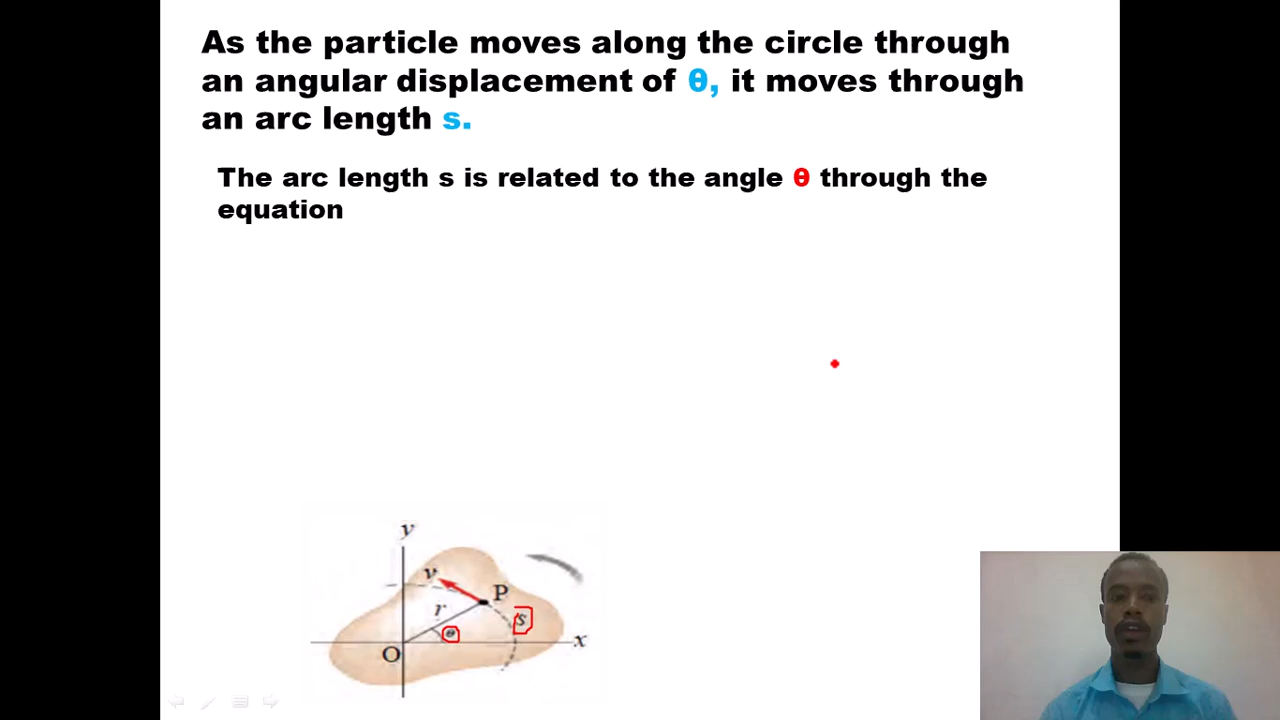 As the particle moves along the circle through
an angular displacement of θ, it moves through
an arc length s.
The arc length s is related to the angle θ through the
equation
y
v
P
r
s
θ
x
O